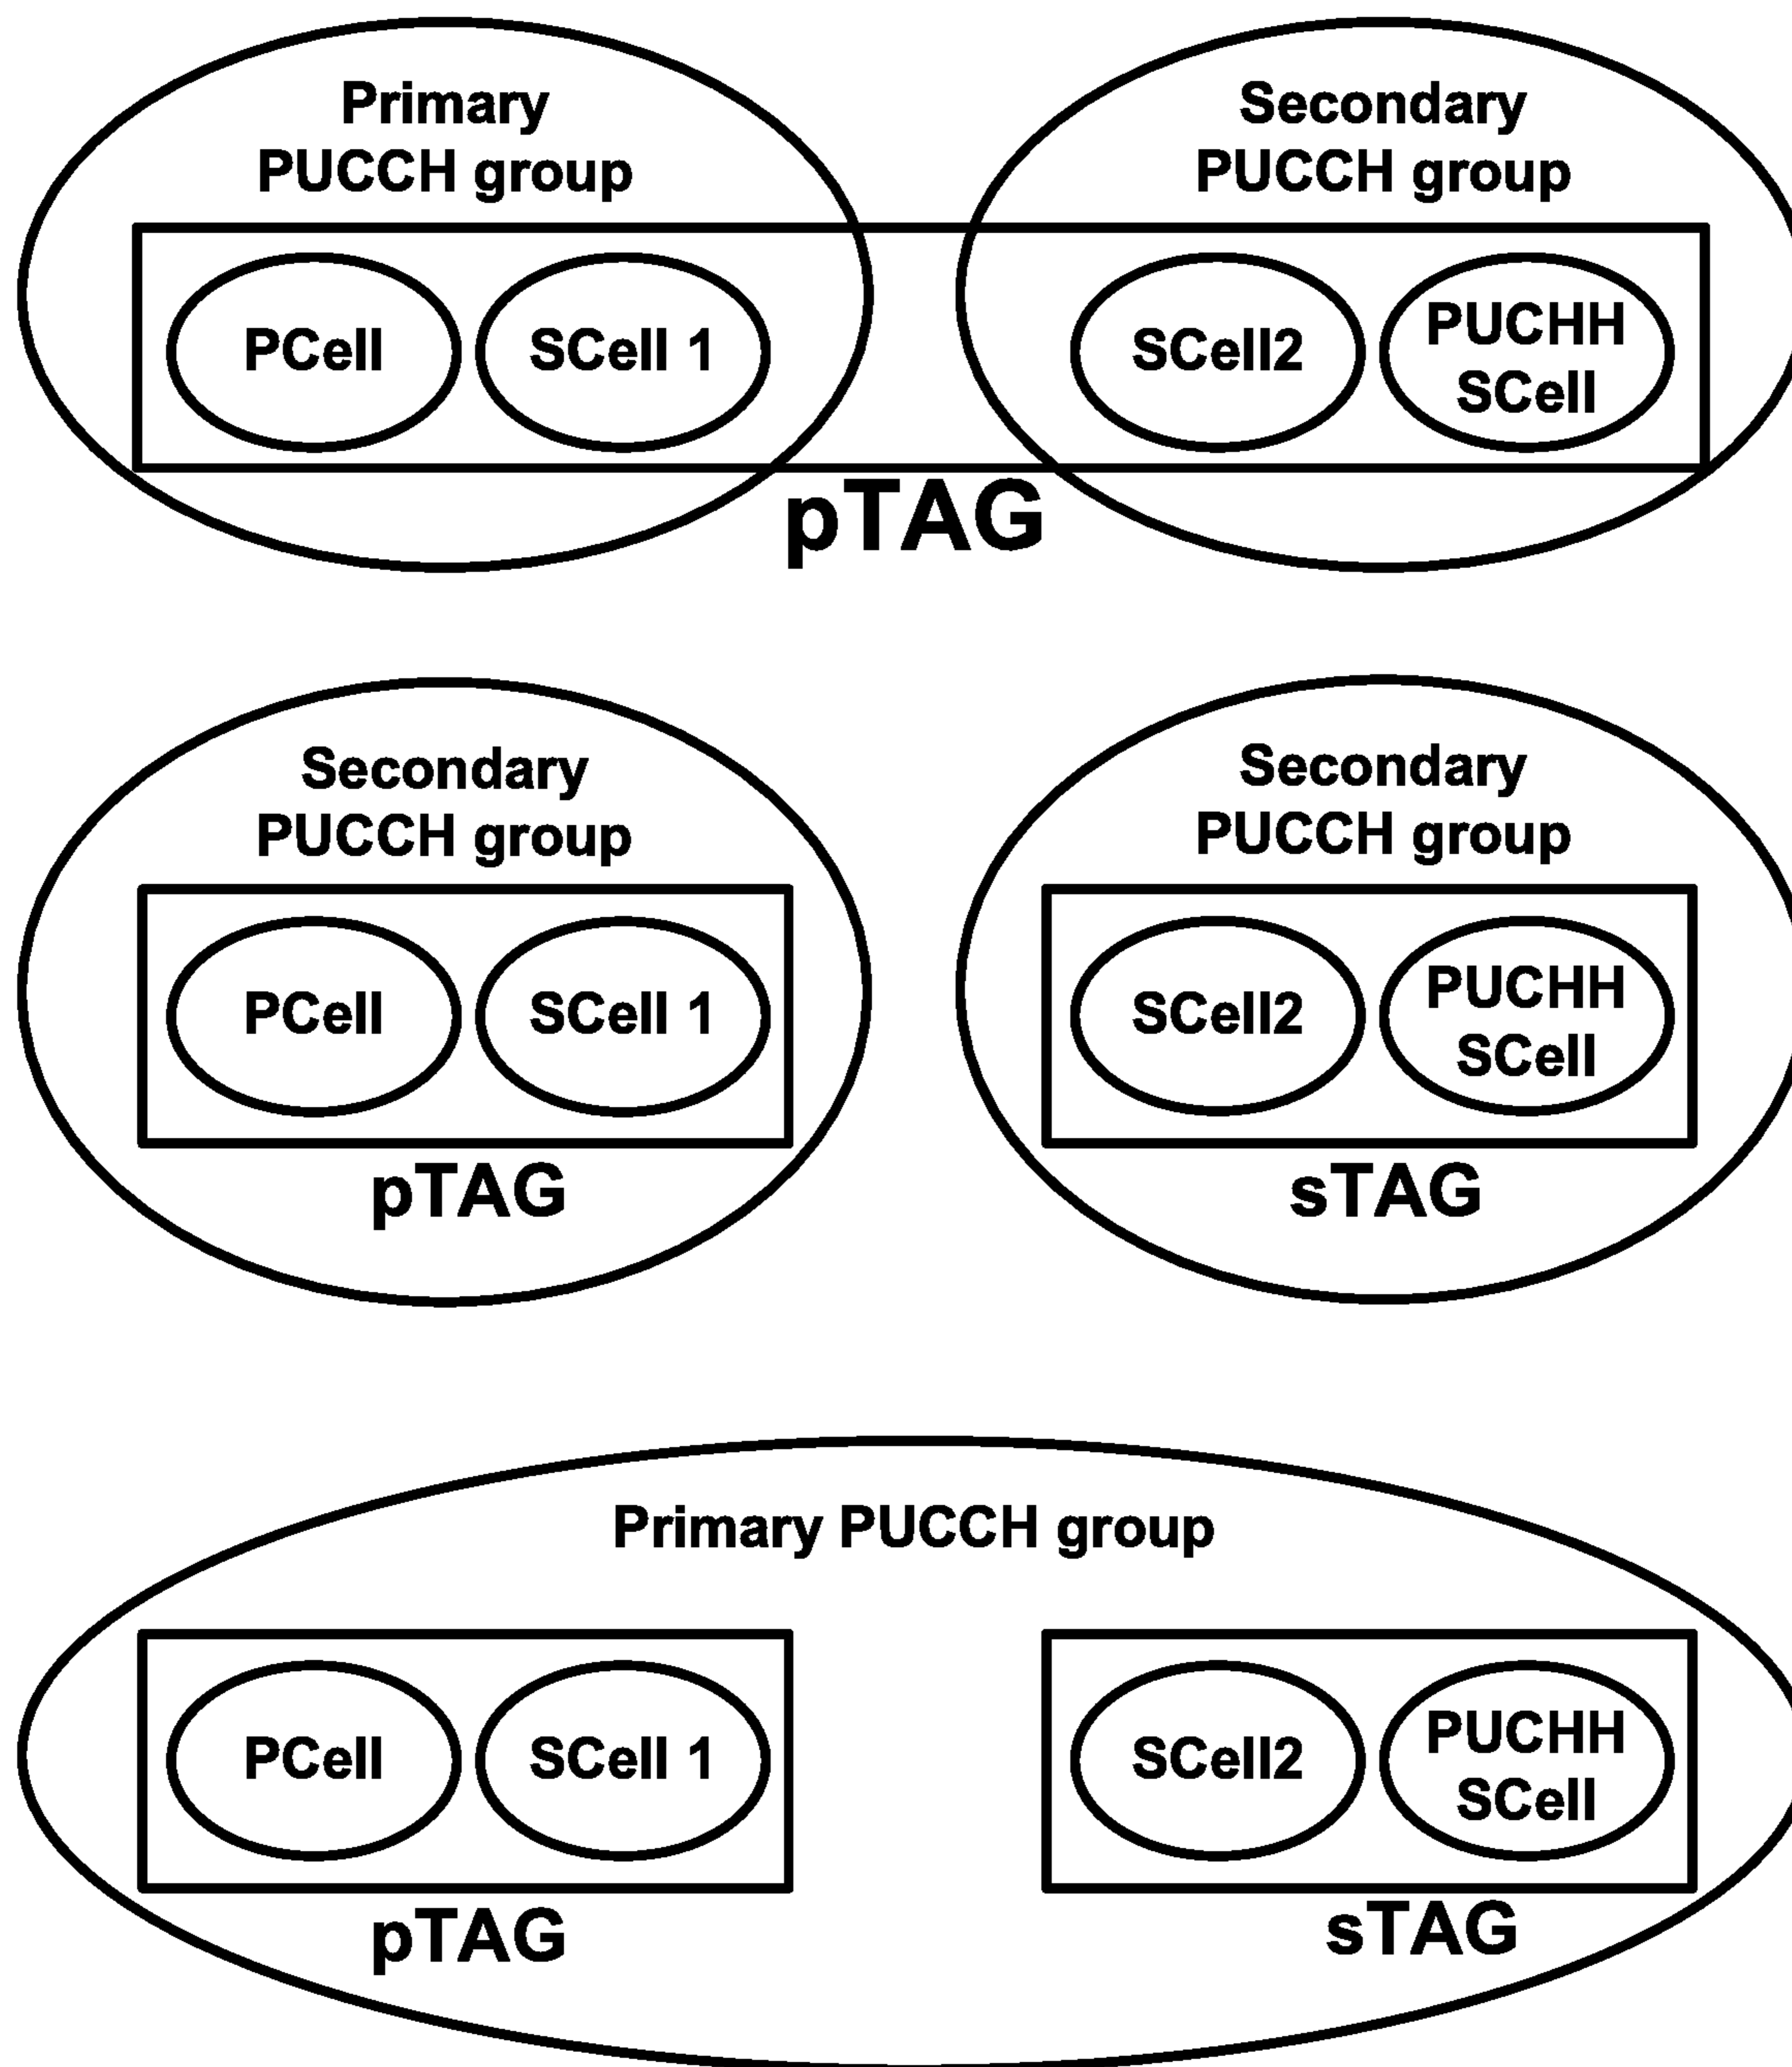 Primary
PUCCH group
Secondary
PUCCH group
PCell
SCell 1
SCell2
PUCHH
SCell
pTAG
Secondary
PUCCH group
Secondary
PUCCH group
PCell
SCell 1
SCell2
PUCHH
SCell
pTAG
sTAG
Primary PUCCH group
PCell
SCell 1
SCell2
PUCHH
SCell
pTAG
sTAG